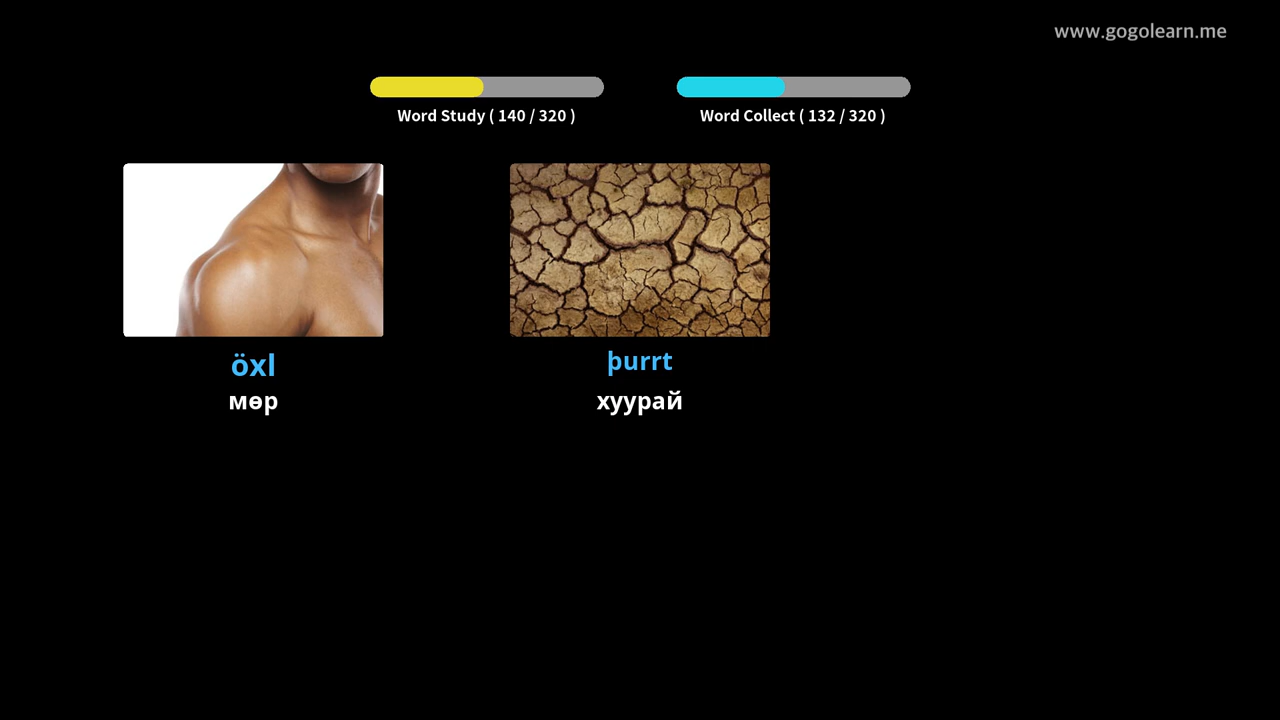 www.gogolearn.me
Word Study ( 140 / 320 )
Word Collect ( 132 / 320 )
öxl
þurrt
мөр
хуурай